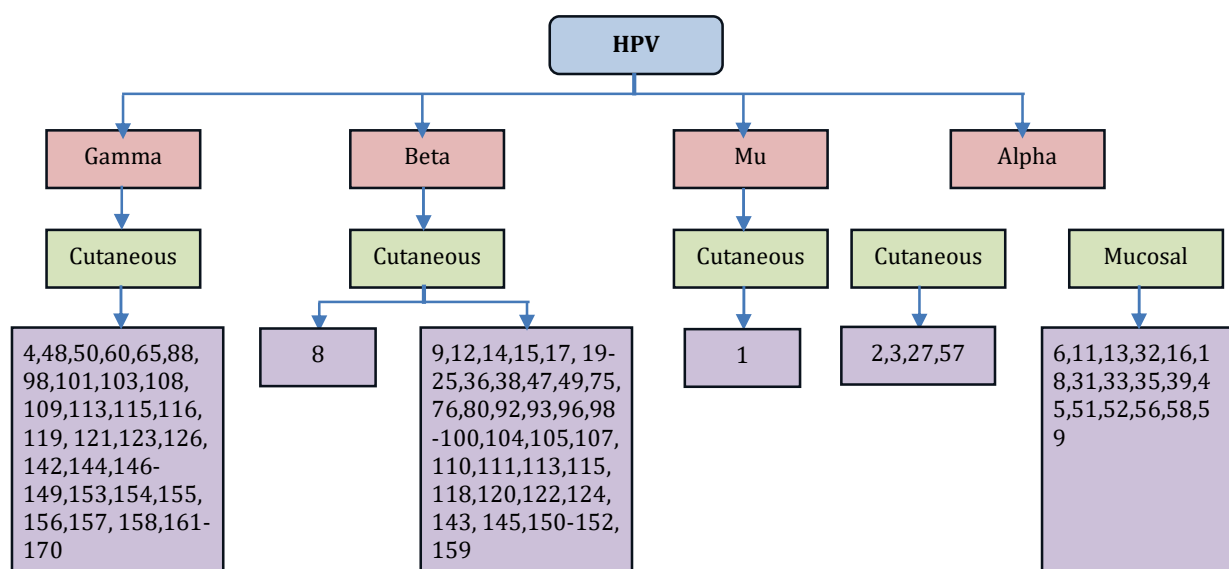 HPV
Gamma
Beta
Mu
Alpha
Cutaneous
Cutaneous
Cutaneous
Cutaneous
Mucosal
4,48,50,60,65,88,
98,101,103,108,
109,113,115,116,
119, 121,123,126,
142,144,146-
149,153,154,155,
156,157, 158,161-
170
8
9,12,14,15,17, 19-
25,36,38,47,49,75,
76,80,92,93,96,98
-100,104,105,107,
110,111,113,115,
118,120,122,124,
143, 145,150-152,
159
1
2,3,27,57
6,11,13,32,16,1
8,31,33,35,39,4
5,51,52,56,58,5
9